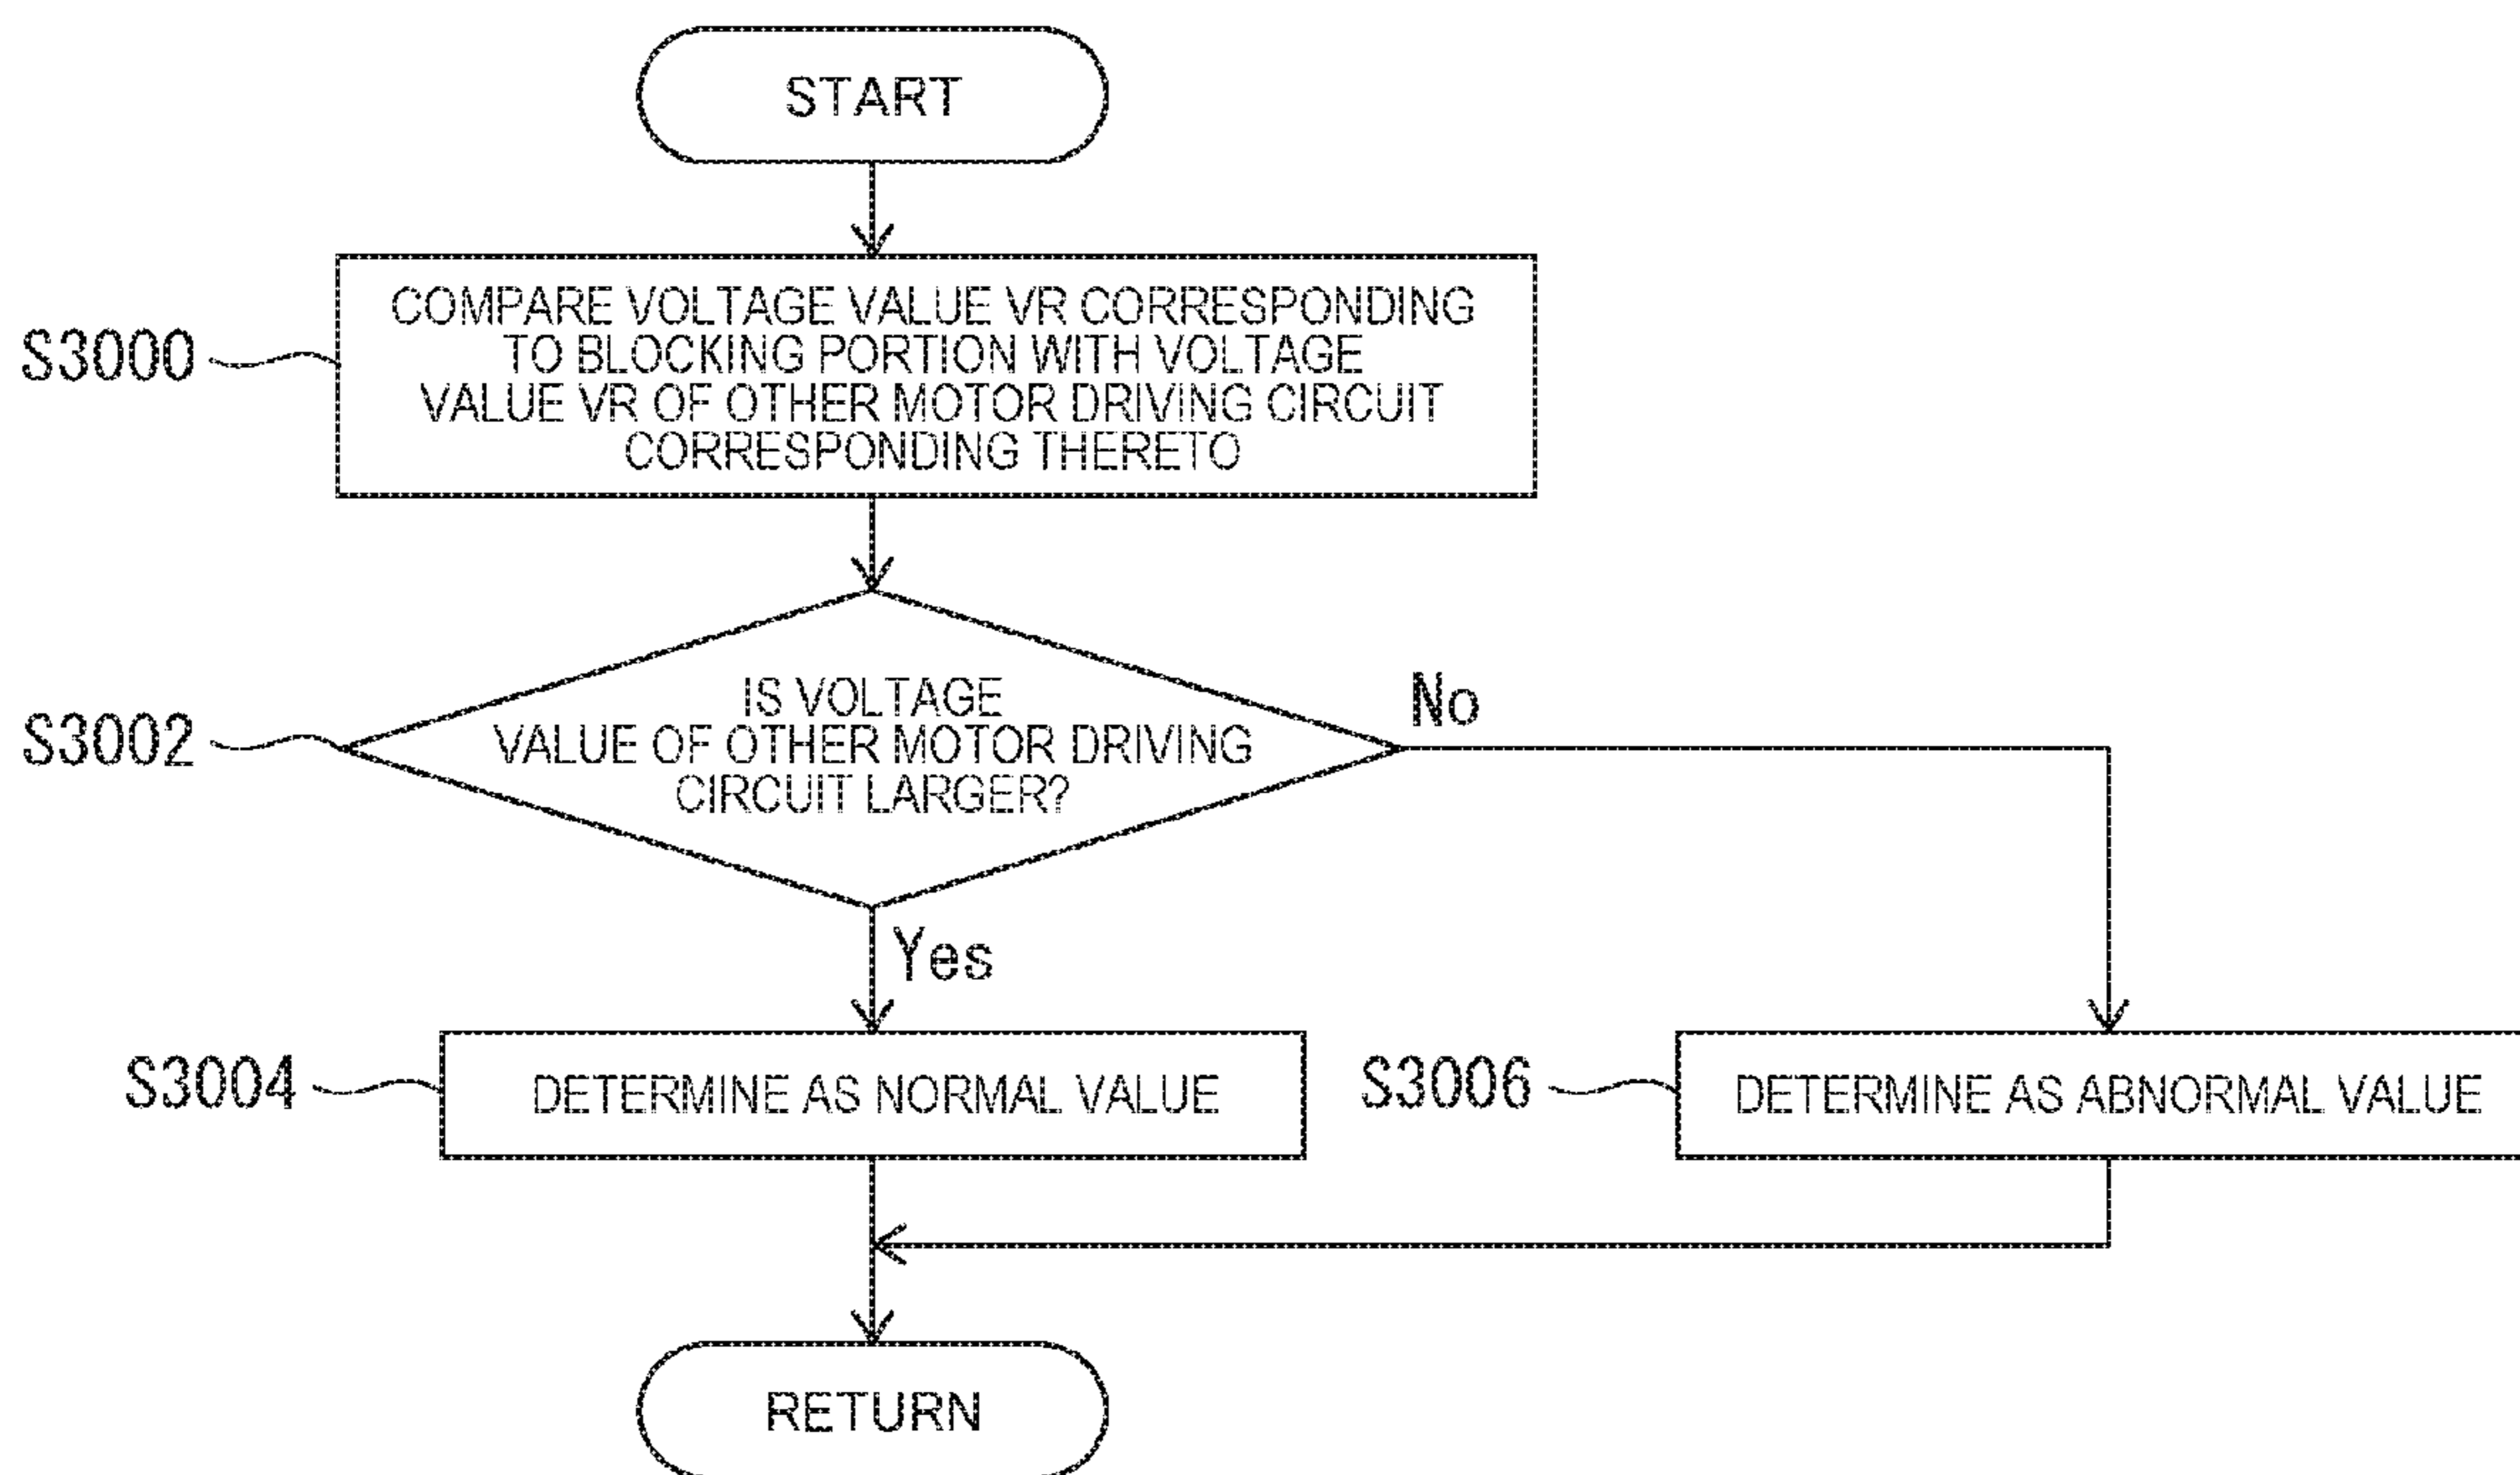 START
S3000
COMPARE VOLTAGE VALUE VR CORRESPONDING
TO BLOCKING PORTION WITH VOLTAGE
VALUE VR OF OTHER MOTOR DRIVING CIRCUIT
CORRESPONDING THERETO
S3002
IS VOLTAGE
VALUE OF OTHER MOTOR DRIVING
CIRCUIT LARGER?
No
Yes
S3004
DETERMINE AS NORMAL VALUE
S3006
DETERMINE AS ABNORMAL VALUE
RETURN